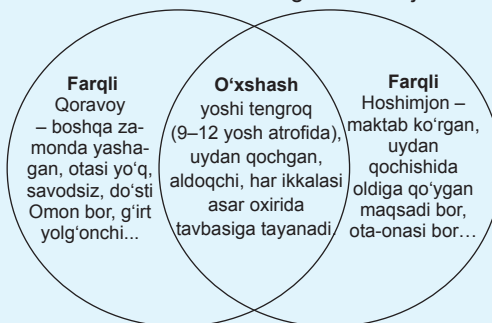 Farqli
Qoravoy
– boshqa za-
monda yasha-
gan, otasi yo‘q,
savodsiz, do‘sti
Omon bor, g‘irt
yolg‘onchi...
O‘xshash
yoshi tengroq
(9–12 yosh atrofida),
uydan qochgan,
aldoqchi, har ikkalasi
asar oxirida
tavbasiga tayanadi
Farqli
Hoshimjon –
maktab ko‘rgan,
uydan
qochishida
oldiga qo‘ygan
maqsadi bor,
ota-onasi bor…